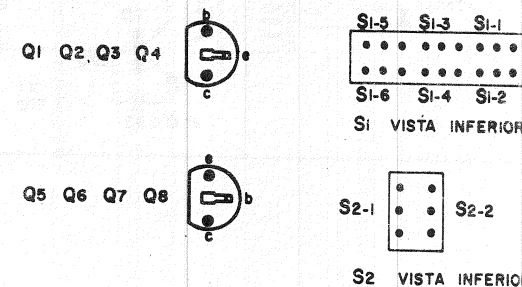 b
S1-5 S1-3 S1-1
Q1 Q2 Q3 Q4
e
c
S1-6 S1-4 S1-2
S1 VISTA INFERIOR
e
Q5 Q6 Q7 Q8
b
S2-1 S2-2
c
S2 VISTA INFERIO